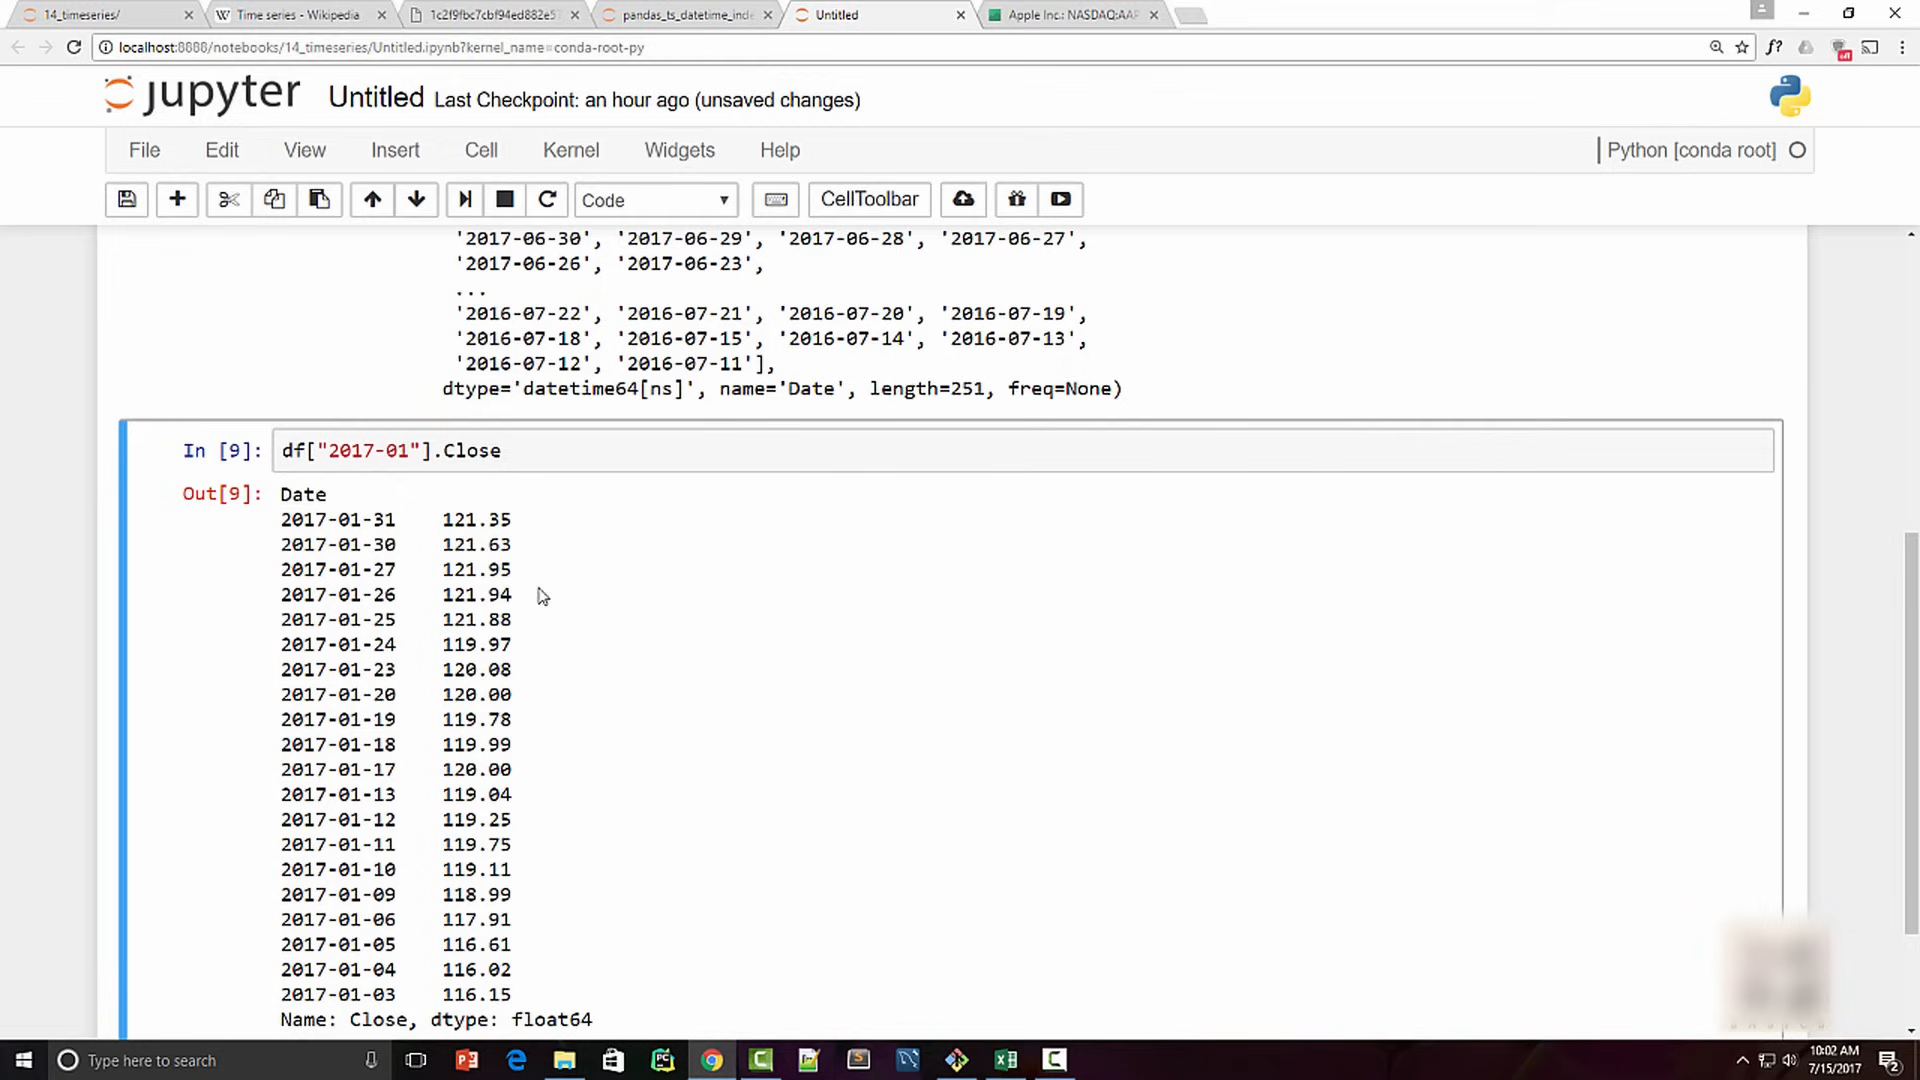 14_timeseries/
Time series - Wikipedia
1c2f9fbc7cbf94ed882e57
pandas_ts_datetime_inde
Untitled
Apple Inc.: NASDAQ:AAP
localhost:8888/notebooks/14_timeseries/Untitled.ipynb?kernel_name=conda-root-py
f?
off
jupyter Untitled Last Checkpoint: an hour ago (unsaved changes)
File Edit View Insert Cell Kernel Widgets Help Python [conda root]
Code CellToolbar
'2017-06-30', '2017-06-29', '2017-06-28', '2017-06-27',
'2017-06-26', '2017-06-23',
...
'2016-07-22', '2016-07-21', '2016-07-20', '2016-07-19',
'2016-07-18', '2016-07-15', '2016-07-14', '2016-07-13',
'2016-07-12', '2016-07-11'],
dtype='datetime64[ns]', name='Date', length=251, freq=None)
In [9]: df["2017-01"].Close
Out[9]: Date
2017-01-31 121.35
2017-01-30 121.63
2017-01-27 121.95
2017-01-26 121.94
2017-01-25 121.88
2017-01-24 119.97
2017-01-23 120.08
2017-01-20 120.00
2017-01-19 119.78
2017-01-18 119.99
2017-01-17 120.00
2017-01-13 119.04
2017-01-12 119.25
2017-01-11 119.75
2017-01-10 119.11
2017-01-09 118.99
2017-01-06 117.91
2017-01-05 116.61
2017-01-04 116.02
2017-01-03 116.15
Name: Close, dtype: float64
Type here to search
10:02 AM
7/15/2017
2